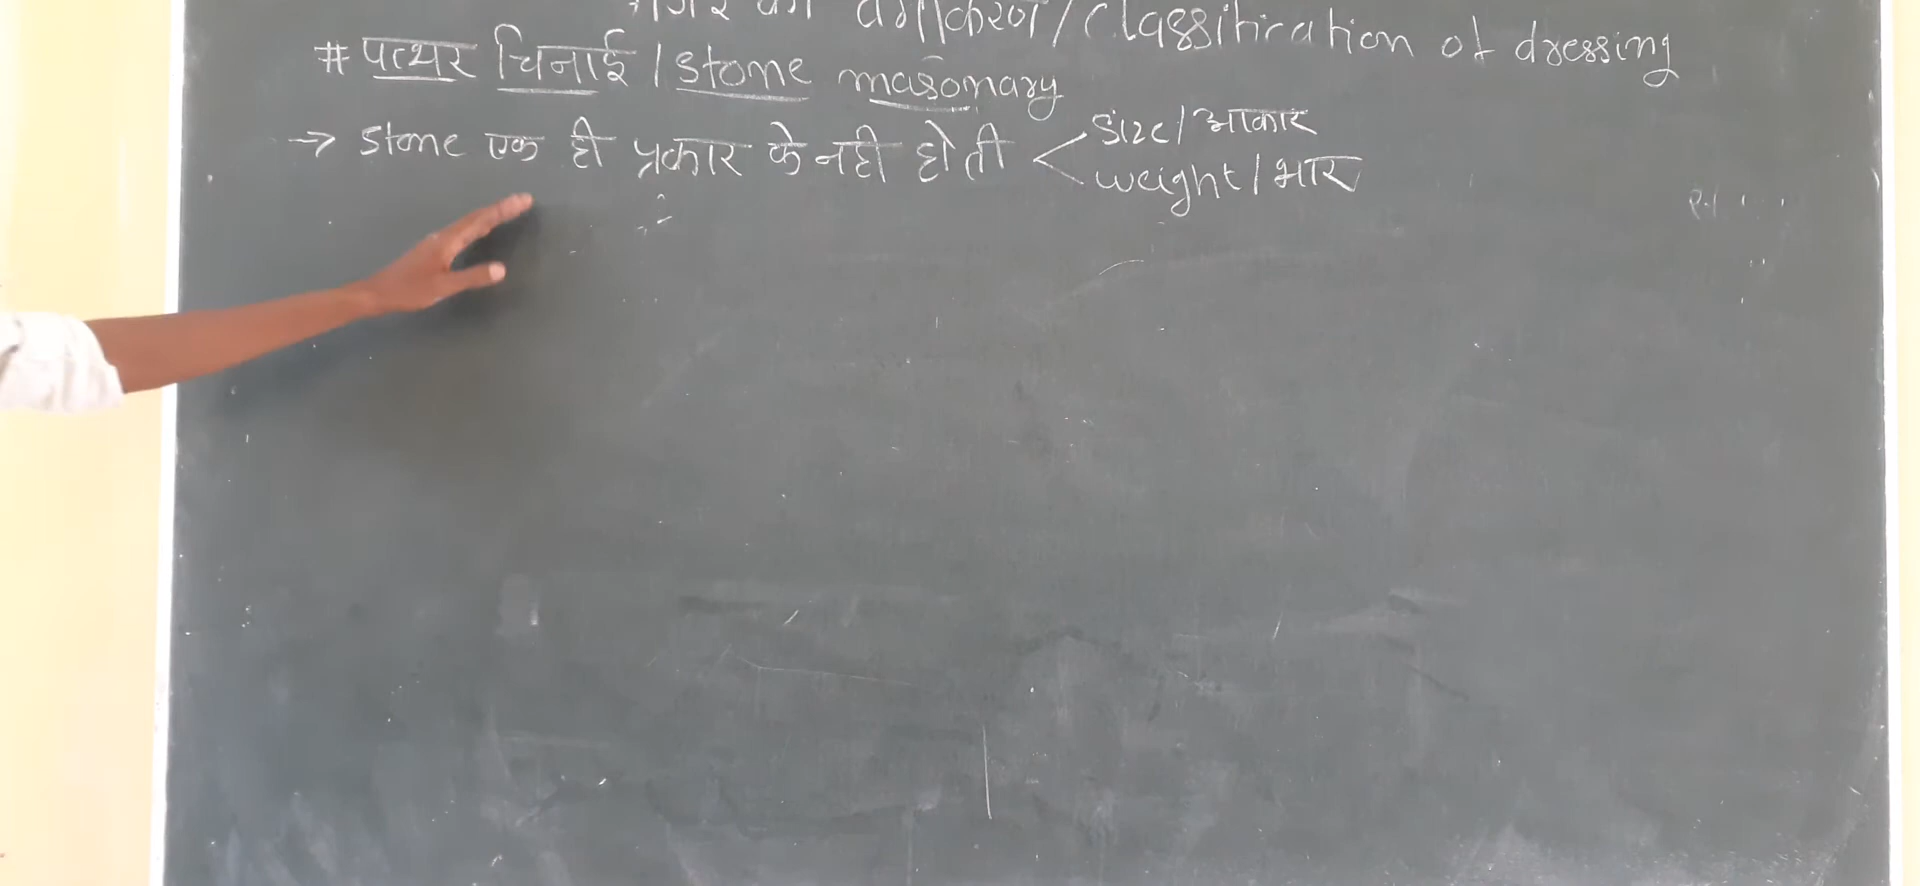 का वर्गीकरण/classification of dressing
# पत्थर चिनाई / stone masonary
→ stone एक ही प्रकार के नही होती < size/आकार
weight/भार